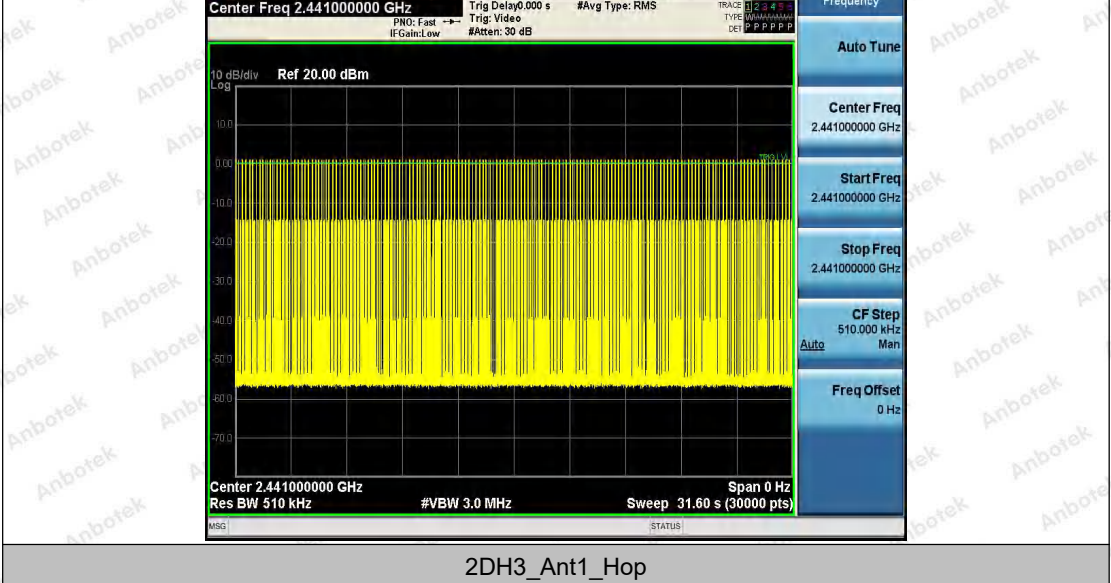 Center Freq 2.441000000 GHz
PNO: Fast
IFGain:Low
Trig Delay0.000 s
Trig: Video
#Atten: 30 dB
#Avg Type: RMS
TRACE 1 2 3 4 5 6
TYPE
DET P P P P P P
Frequency
Auto Tune
Center Freq
2.441000000 GHz
Start Freq
2.441000000 GHz
Stop Freq
2.441000000 GHz
CF Step
510.000 kHz
Auto Man
Freq Offset
0 Hz
10 dB/div Ref 20.00 dBm
Log
10.0
0.00
-10.0
-20.0
-30.0
-40.0
-50.0
-60.0
-70.0
Center 2.441000000 GHz Span 0 Hz
Res BW 510 kHz #VBW 3.0 MHz Sweep 31.60 s (30000 pts)
MSG STATUS
2DH3_Ant1_Hop
Anbotek